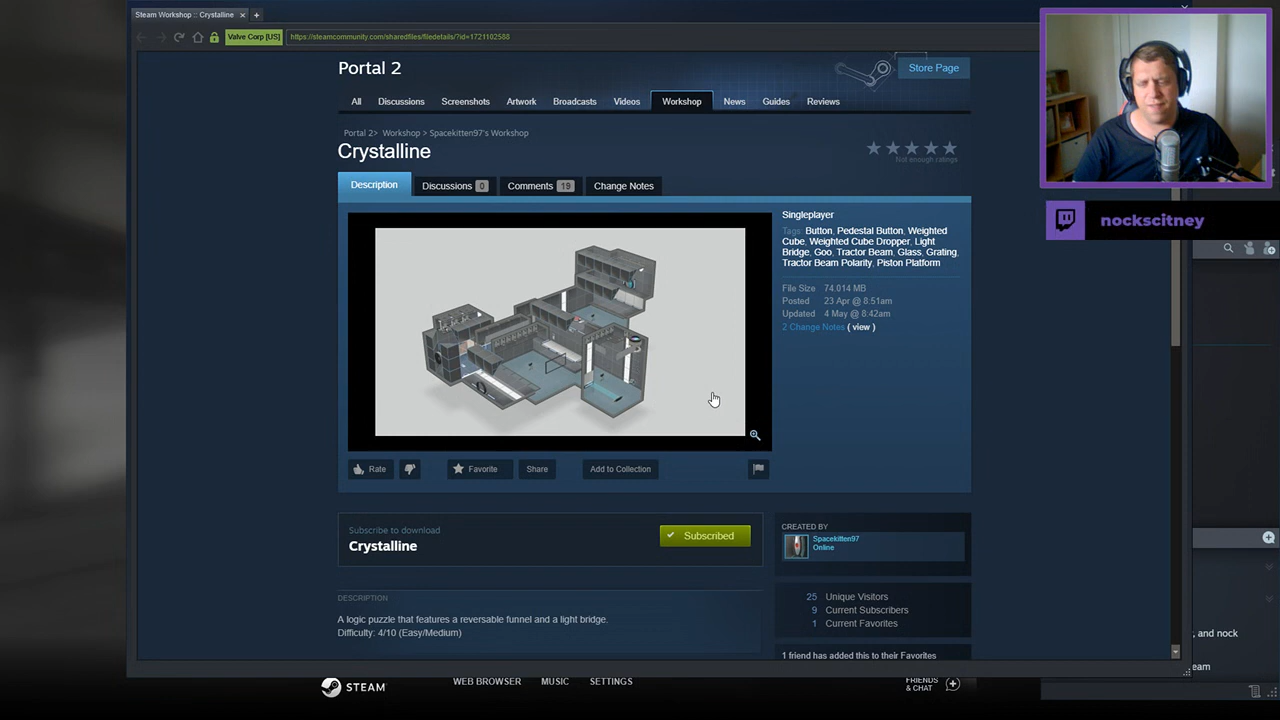 Steam Workshop :: Crystalline
Valve Corp [US]
https://steamcommunity.com/sharedfiles/filedetails/?id=1721102588
Portal 2
Store Page
All Discussions Screenshots Artwork Broadcasts Videos Workshop News Guides Reviews
Portal 2> Workshop > Spacekitten97's Workshop
Crystalline
Not enough ratings
Description Discussions 0 Comments 19 Change Notes
nockscitney
Singleplayer
Tags: Button, Pedestal Button, Weighted
Cube, Weighted Cube Dropper, Light
Bridge, Goo, Tractor Beam, Glass, Grating,
Tractor Beam Polarity, Piston Platform
File Size 74.014 MB
Posted 23 Apr @ 8:51am
Updated 4 May @ 8:42am
2 Change Notes ( view )
Rate Favorite Share Add to Collection
Subscribe to download
Crystalline
Subscribed
CREATED BY
Spacekitten97
Online
DESCRIPTION
A logic puzzle that features a reversable funnel and a light bridge.
Difficulty: 4/10 (Easy/Medium)
25 Unique Visitors
9 Current Subscribers
1 Current Favorites
1 friend has added this to their Favorites
, and nock
eam
STEAM
WEB BROWSER MUSIC SETTINGS
FRIENDS
& CHAT